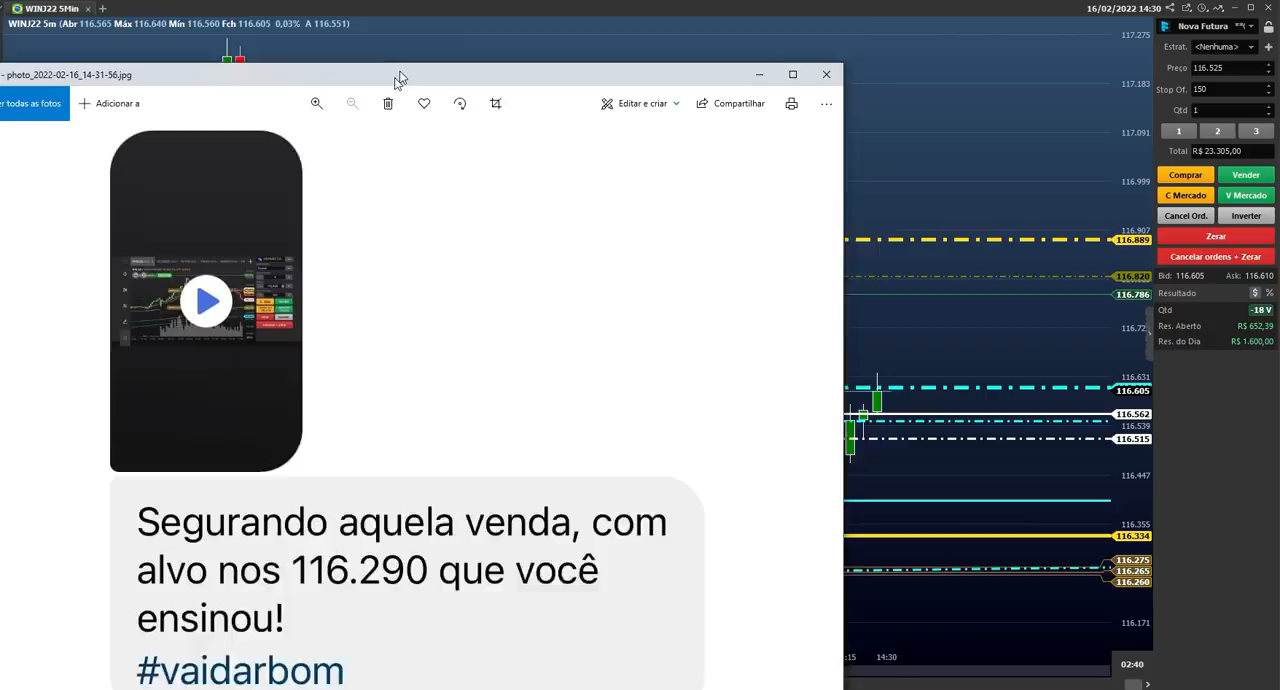 WINJ22 5Min
16/02/2022 14:30
WINJ22 5m (Abr 116.565 Máx 116.640 Mín 116.560 Fch 116.605 0,03% A 116.551)
- photo_2022-02-16_14-31-56.jpg
er todas as fotos
Adicionar a
Editar e criar
Compartilhar
Segurando aquela venda, com
alvo nos 116.290 que você
ensinou!
#vaidarbom
117.275
117.183
117.091
116.999
116.907
116.889
116.820
116.786
116.72
116.631
116.605
116.562
116.539
116.515
116.447
116.355
116.334
116.275
116.265
116.260
116.171
:15 14:30
02:40
Nova Futura
Estrat. <Nenhuma>
Preço 116.525
Stop Of. 150
Qtd 1
1 2 3
Total R$ 23.305,00
Comprar Vender
C Mercado V Mercado
Cancel Ord. Inverter
Zerar
Cancelar ordens + Zerar
Bid: 116.605 Ask: 116.610
Resultado $ %
Qtd -18 V
Res. Aberto R$ 652,39
Res. do Dia R$ 1.600,00